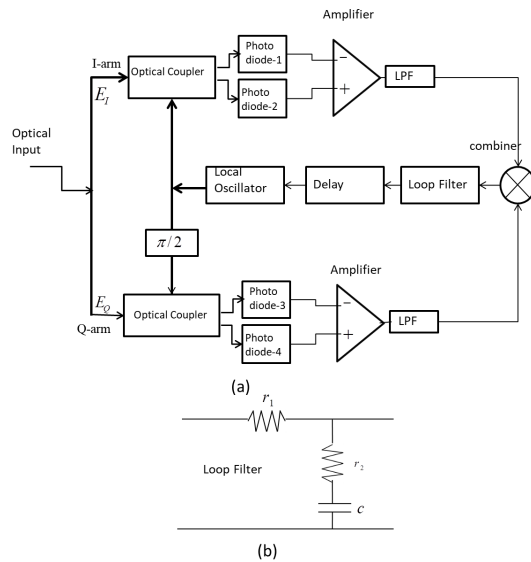 Amplifier
I-arm
Optical Coupler
Photo
diode-1
Photo
diode-2
−
+
LPF
E_I
Optical
Input
combiner
Local
Oscillator
Delay
Loop Filter
π/2
Amplifier
E_Q
Q-arm
Optical Coupler
Photo
diode-3
Photo
diode-4
−
+
LPF
(a)
r_1
r_2
Loop Filter
c
(b)